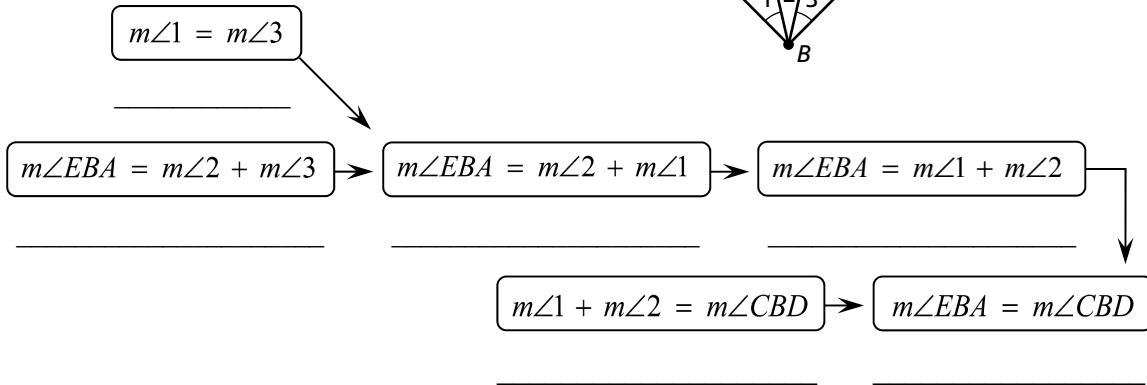 1 2 3
B
m∠1 = m∠3
m∠EBA = m∠2 + m∠3
m∠EBA = m∠2 + m∠1
m∠EBA = m∠1 + m∠2
m∠1 + m∠2 = m∠CBD
m∠EBA = m∠CBD